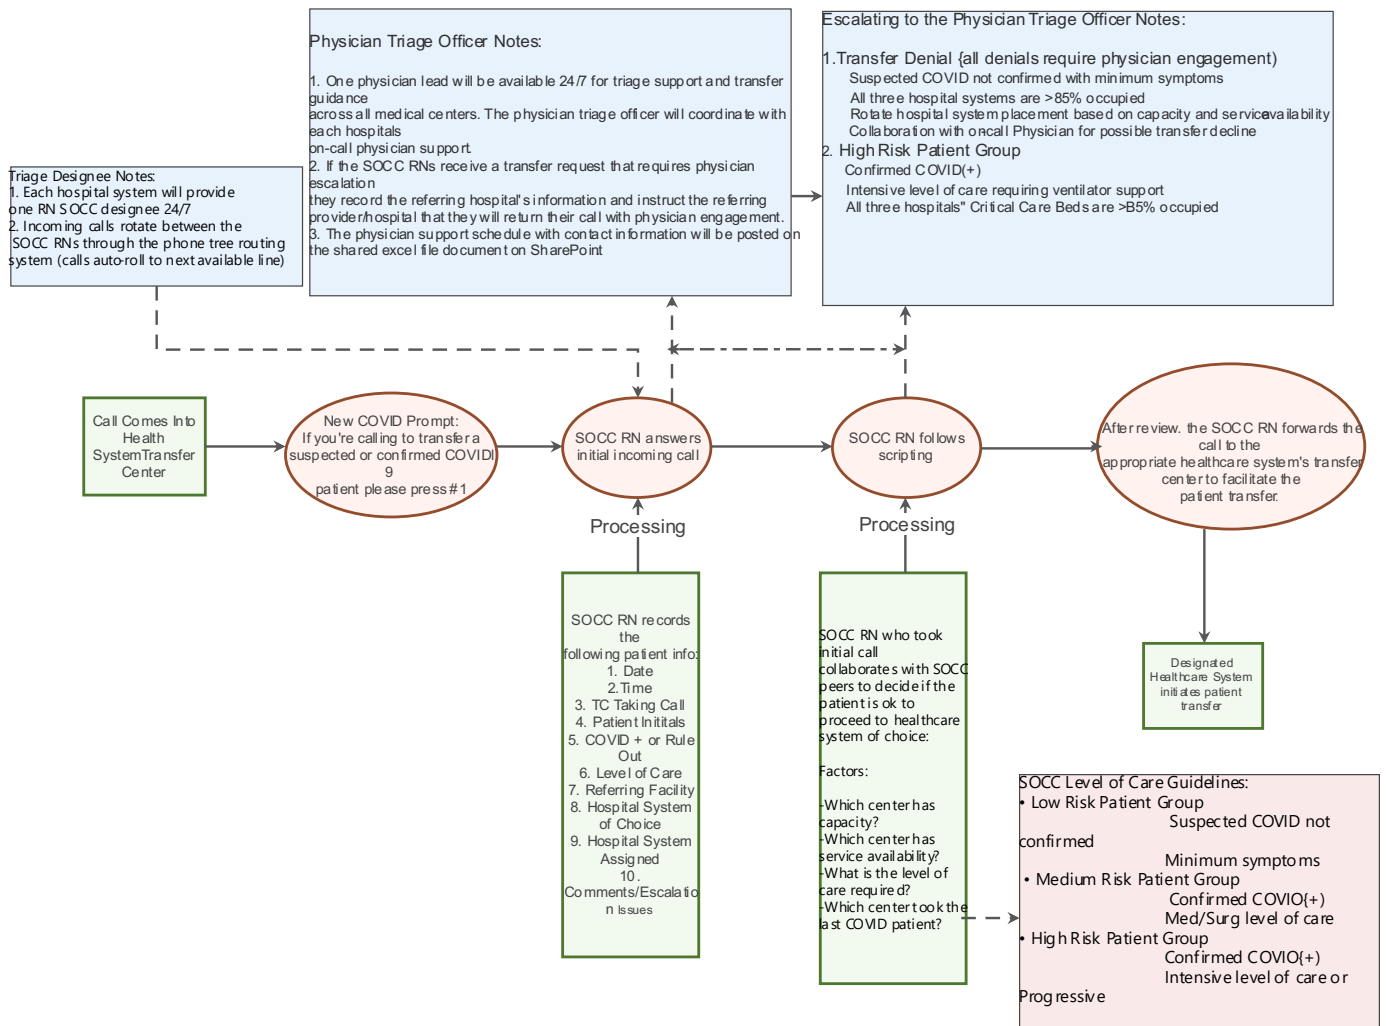 Physician Triage Officer Notes:
1. One physician lead will be available 24/7 for triage support and transfer
guidance
across all medical centers. The physician triage officer will coordinate with
each hospitals
on-call physician support.
2. If the SOCC RNs receive a transfer request that requires physician
escalation
they record the referring hospital's information and instruct the referring
provider/hospital that they will return their call with physician engagement.
3. The physician support schedule with contact information will be posted on
the shared excel file document on SharePoint
Escalating to the Physician Triage Officer Notes:
1.Transfer Denial {all denials require physician engagement)
Suspected COVID not confirmed with minimum symptoms
All three hospital systems are >85% occupied
Rotate hospital system placement based on capacity and service availability
Collaboration with oncall Physician for possible transfer decline
2. High Risk Patient Group
Confirmed COVID(+)
Intensive level of care requiring ventilator support
All three hospitals" Critical Care Beds are >B5% occupied
Triage Designee Notes:
1. Each hospital system will provide
one RN SOCC designee 24/7
2. Incoming calls rotate between the
SOCC RNs through the phone tree routing
system (calls auto-roll to next available line)
Call Comes Into
Health
SystemTransfer
Center
New COVID Prompt:
If you're calling to transfer a
suspected or confirmed COVIDl
9
patient please press #1
SOCC RN answers
initial incoming call
SOCC RN follows
scripting
After review. the SOCC RN forwards the
call to the
appropriate healthcare system's transfer
center to facilitate the
patient transfer.
Processing
Processing
SOCC RN records
the
following patient info:
1. Date
2.Time
3. TC Taking Call
4. Patient Inititals
5. COVID + or Rule
Out
6. Level of Care
7. Referring Facility
8. Hospital System
of Choice
9. Hospital System
Assigned
10.
Comments/Escalatio
n Issues
SOCC RN who took
initial call
collaborates with SOCC
peers to decide if the
patient is ok to
proceed to healthcare
system of choice:
Factors:
-Which center has
capacity?
-Which center has
service availability?
-What is the level of
care required?
-Which center took the
last COVID patient?
Designated
Healthcare System
initiates patient
transfer
SOCC Level of Care Guidelines:
• Low Risk Patient Group
Suspected COVID not
confirmed
Minimum symptoms
• Medium Risk Patient Group
Confirmed COVIO{+)
Med/Surg level of care
• High Risk Patient Group
Confirmed COVIO{+)
Intensive level of care or
Progressive